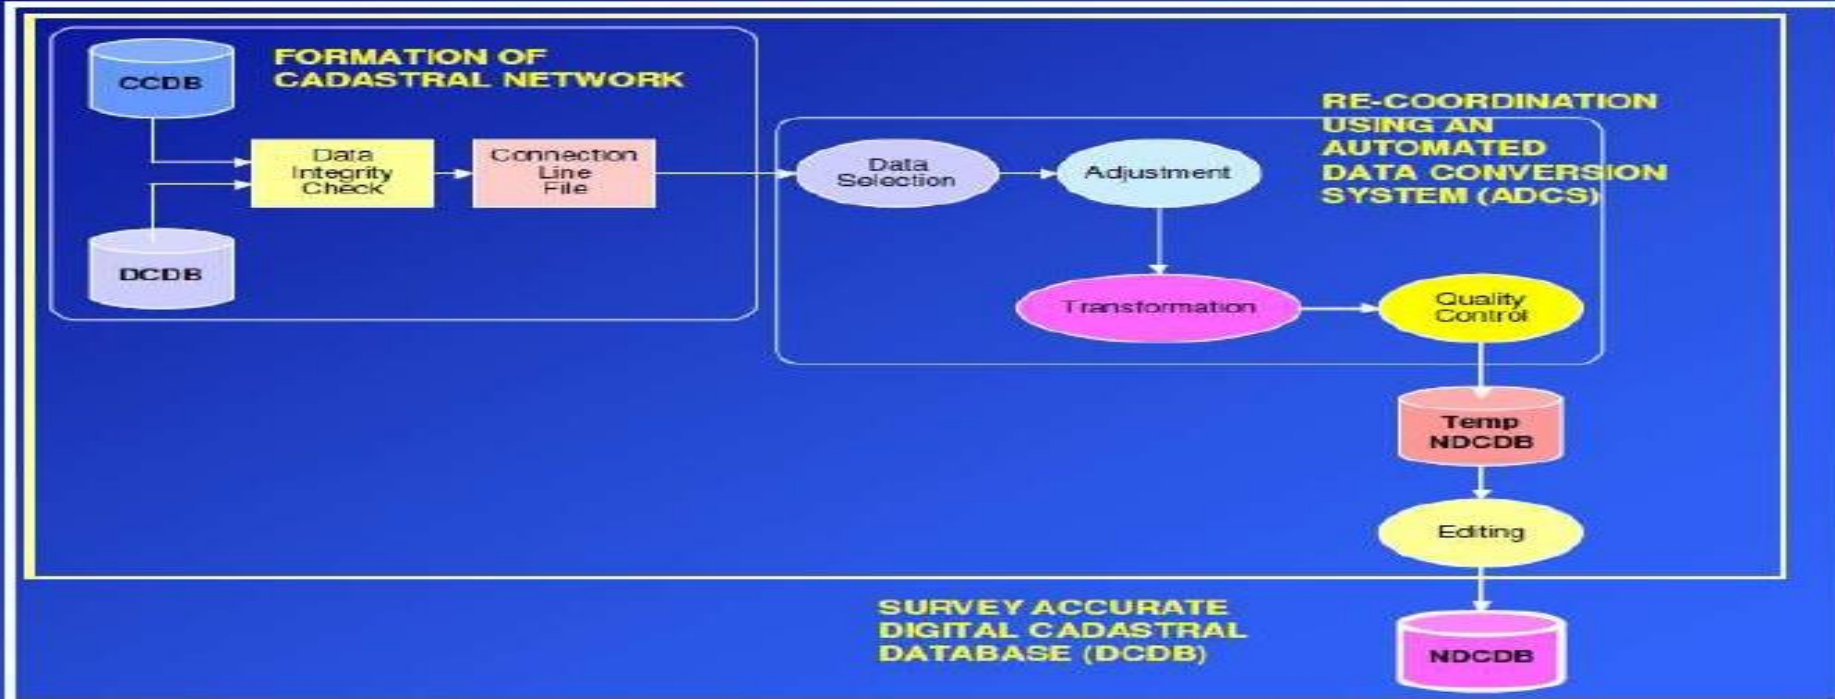 CCDB
FORMATION OF
CADASTRAL NETWORK
Data
Integrity
Check
Connection
Line
File
DCDB
RE-COORDINATION
USING AN
AUTOMATED
DATA CONVERSION
SYSTEM (ADCS)
Data
Selection
Adjustment
Transformation
Quality
Control
Temp
NDCDB
Editing
SURVEY ACCURATE
DIGITAL CADASTRAL
DATABASE (DCDB)
NDCDB